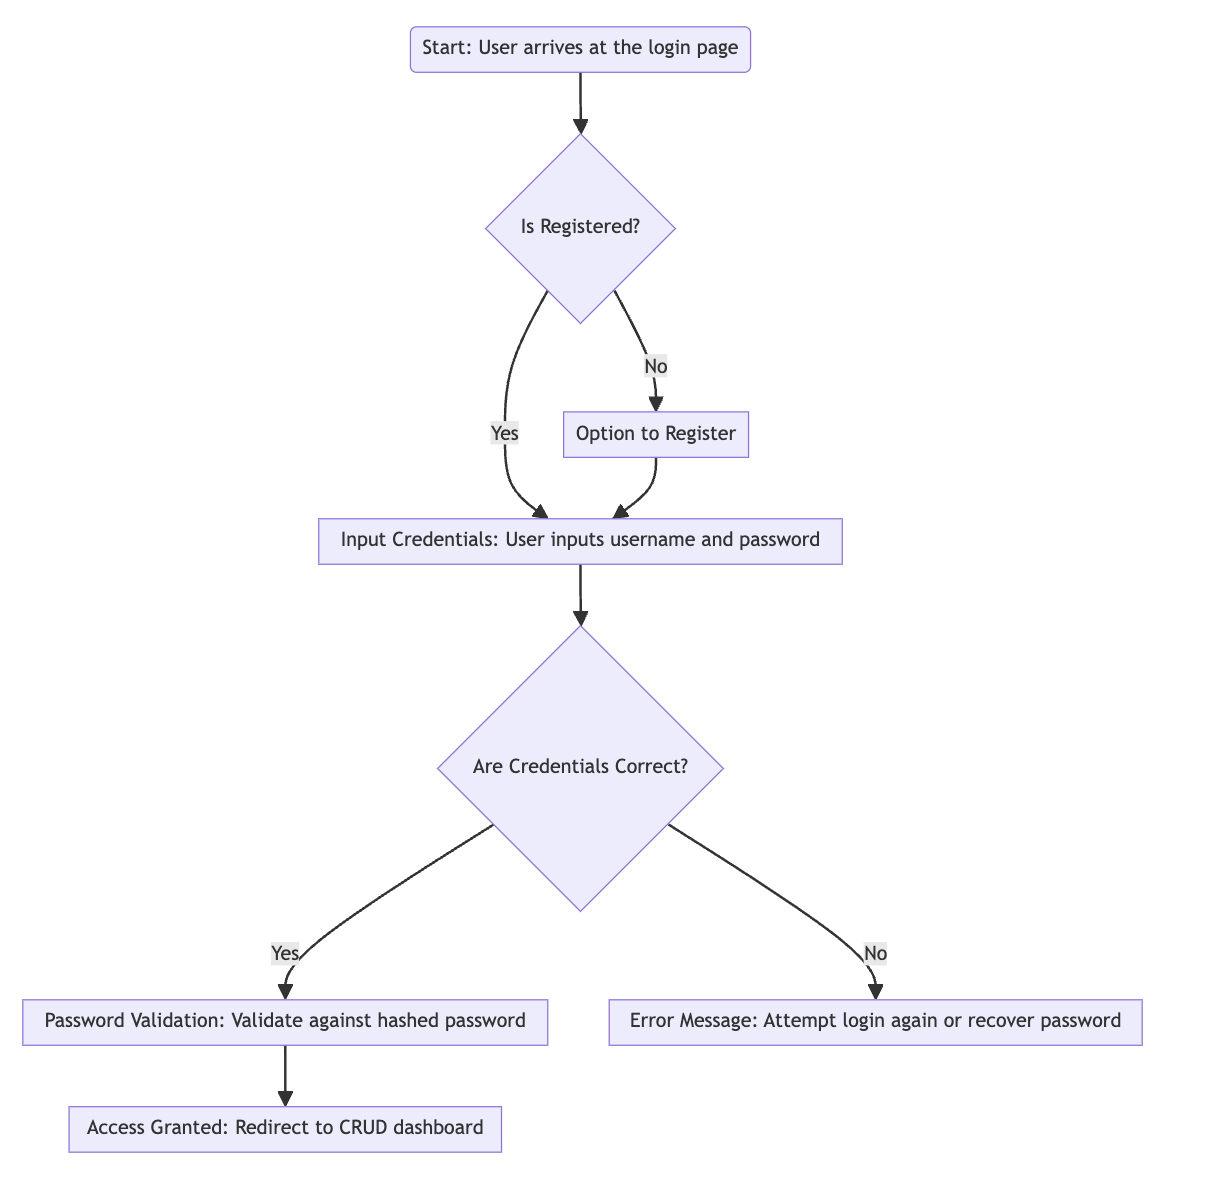 Start: User arrives at the login page
Is Registered?
No
Yes
Option to Register
Input Credentials: User inputs username and password
Are Credentials Correct?
Yes
No
Password Validation: Validate against hashed password
Error Message: Attempt login again or recover password
Access Granted: Redirect to CRUD dashboard